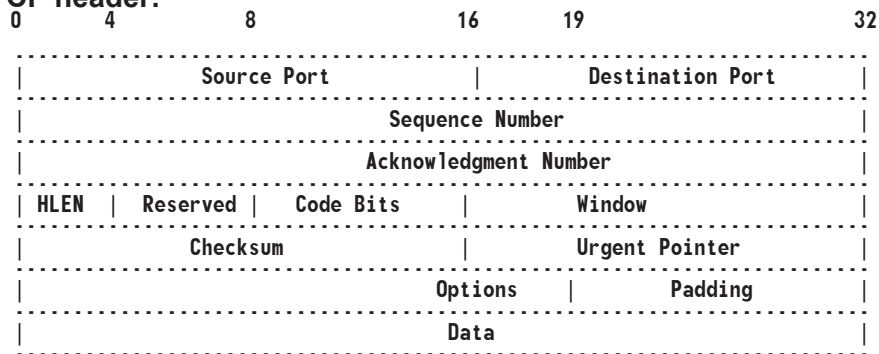 header:
0 4 8 16 19 32
| Source Port | Destination Port |
| Sequence Number |
| Acknowledgment Number |
| HLEN | Reserved | Code Bits | Window |
| Checksum | Urgent Pointer |
| Options | Padding |
| Data |